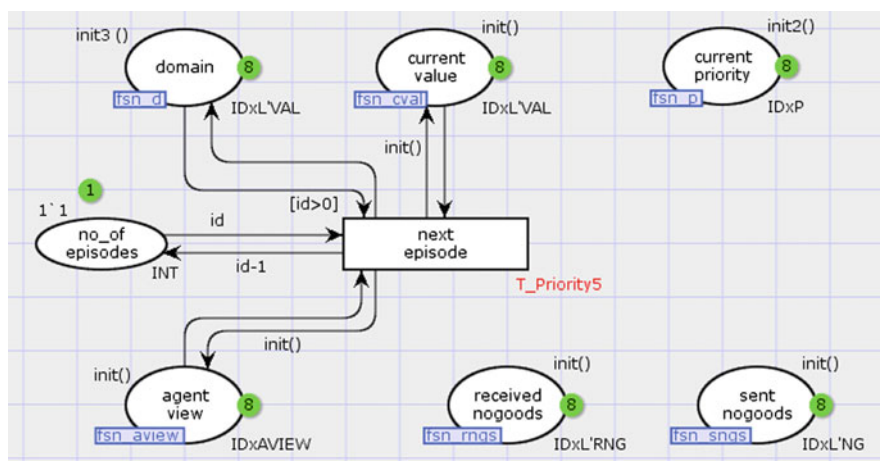 init3 ()
domain
8
fsn_d
IDxL'VAL
init()
current
value
8
fsn_cval
IDxL'VAL
init2()
current
priority
8
fsn_p
IDxP
init()
[id>0]
1
1`1
no_of
episodes
INT
id
id-1
next
episode
T_Priority5
init()
init()
agent
view
8
fsn_aview
IDxAVIEW
init()
received
nogoods
8
fsn_rngs
IDxL'RNG
init()
sent
nogoods
8
fsn_sngs
IDxL'NG